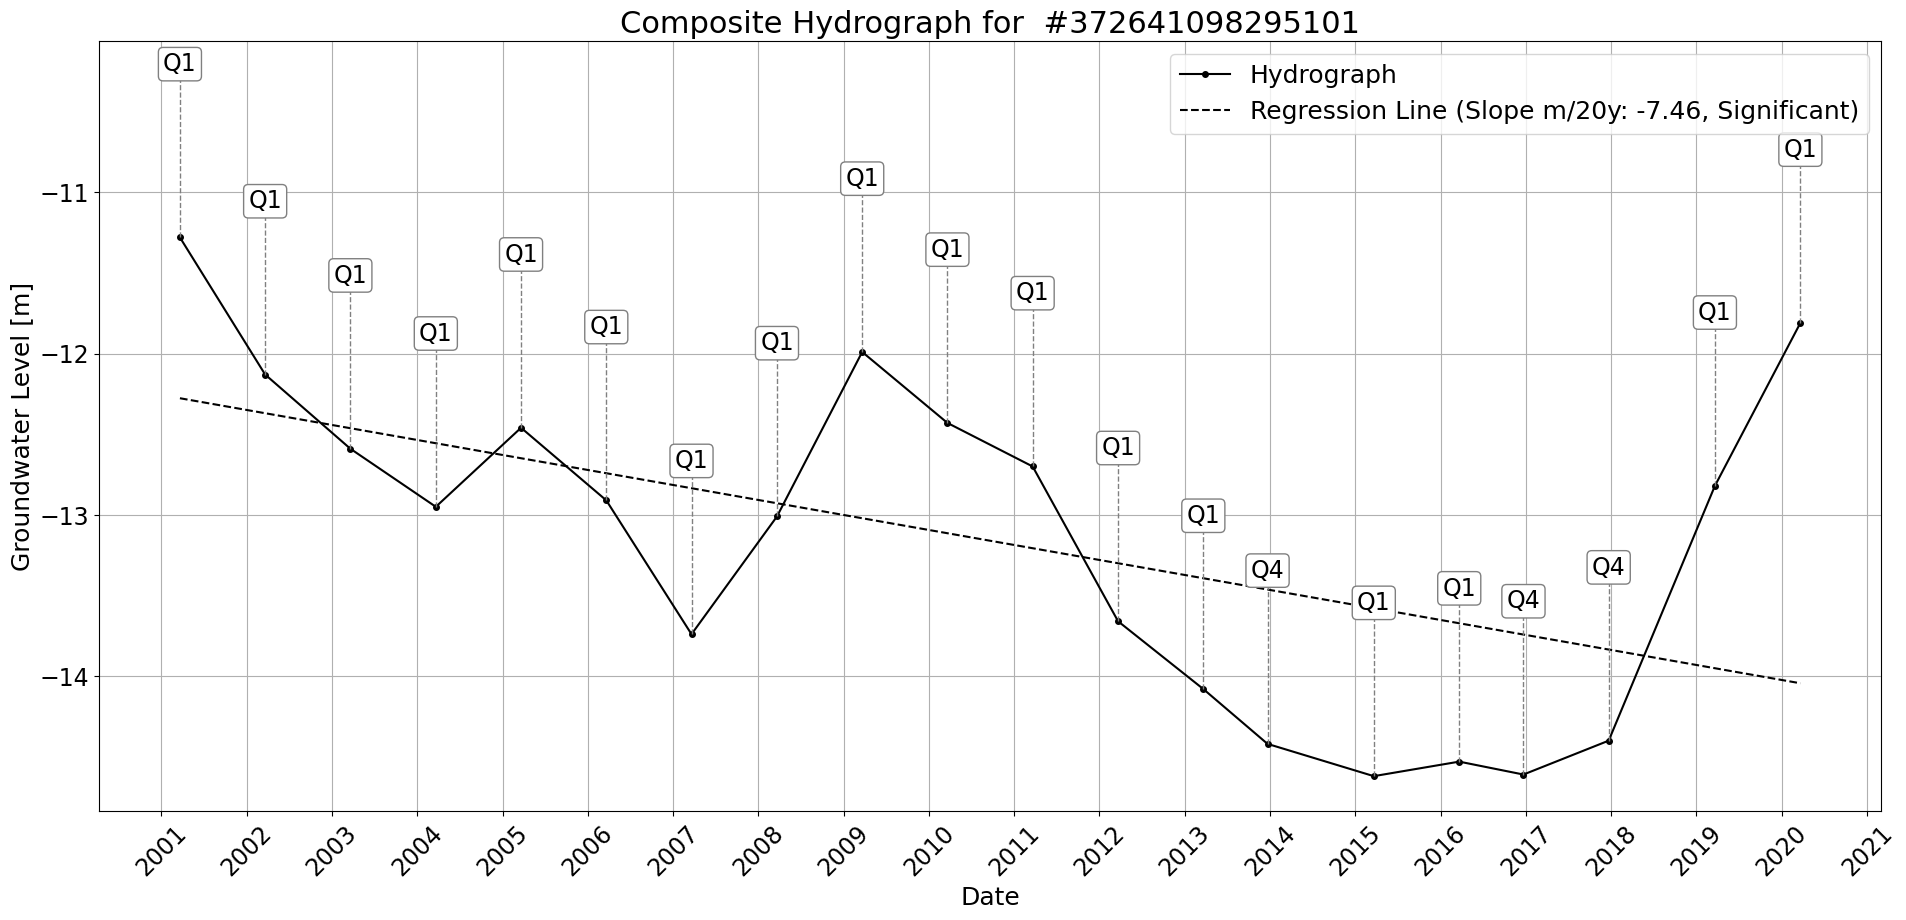 Composite Hydrograph for  #372641098295101
Hydrograph
Regression Line (Slope m/20y: -7.46, Significant)
Q1
Q1
Q1
Q1
Q1
Q1
Q1
Q1
Q1
Q1
Q1
Q1
Q1
Q4
Q1
Q1
Q4
Q4
Q1
Q1
Groundwater Level [m]
−11
−12
−13
−14
2001
2002
2003
2004
2005
2006
2007
2008
2009
2010
2011
2012
2013
2014
2015
2016
2017
2018
2019
2020
2021
Date